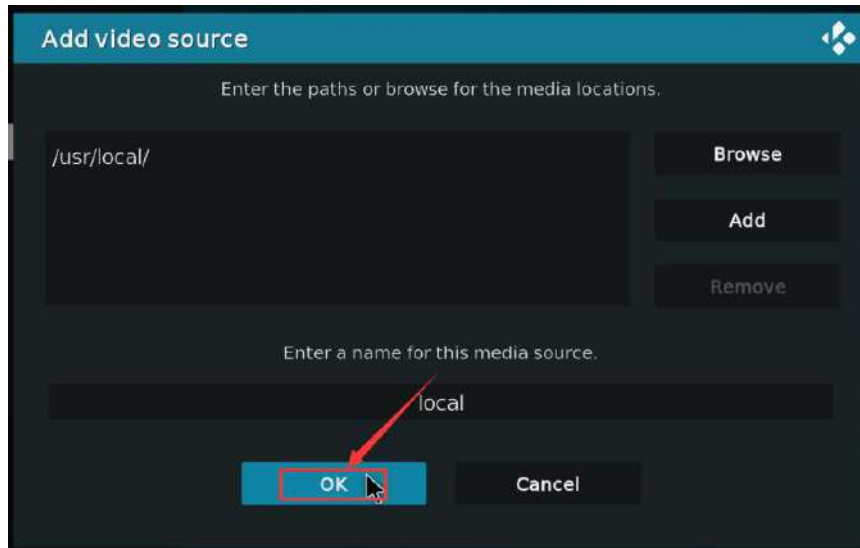 Add video source
Enter the paths or browse for the media locations.
/usr/local/
Browse
Add
Remove
Enter a name for this media source.
local
OK
Cancel